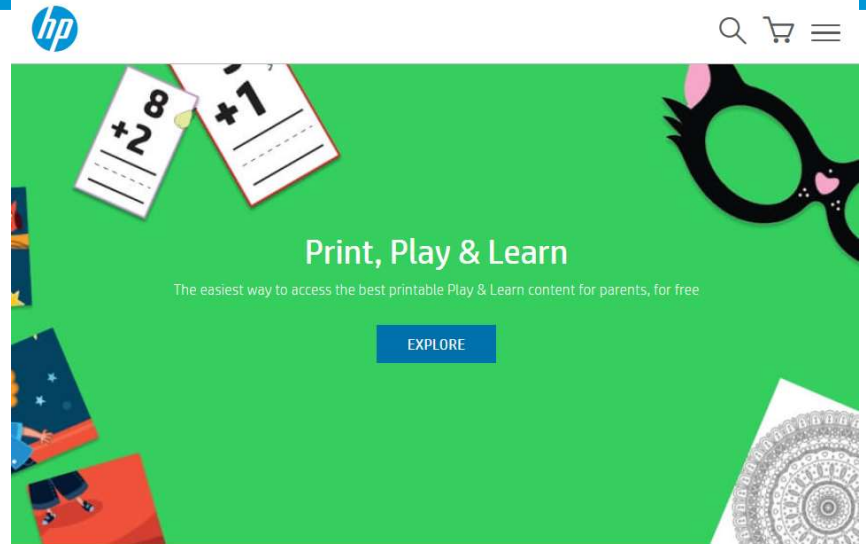 hp
8
+2
+1
Print, Play & Learn
The easiest way to access the best printable Play & Learn content for parents, for free
EXPLORE